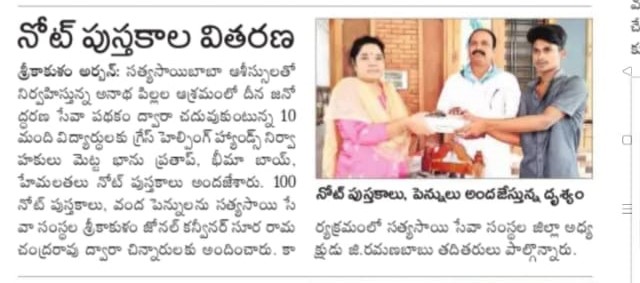 నోట్ పుస్తకాల వితరణ
శ్రీకాకుళం అర్బన్: సత్యసాయిబాబా ఆశీస్సులతో
నిర్వహిస్తున్న అనాథ పిల్లల ఆశ్రమంలో దీన జనో
ద్ధరణ సేవా పథకం ద్వారా చదువుకుంటున్న 10
మంది విద్యార్థులకు గ్రేస్ హెల్పింగ్ హ్యాండ్స్ నిర్వా
హకులు మెట్ట భాను ప్రతాప్, భీమా బాయ్,
హేమలతలు నోట్ పుస్తకాలు అందజేశారు. 100
నోట్ పుస్తకాలు, వంద పెన్నులను సత్యసాయి సే
వా సంస్థల శ్రీకాకుళం జోనల్ కన్వీనర్ సూర రామ
చంద్రరావు ద్వారా చిన్నారులకు అందించారు. కా
నోట్ పుస్తకాలు, పెన్నులు అందజేస్తున్న దృశ్యం
ర్యక్రమంలో సత్యసాయి సేవా సంస్థల జిల్లా అధ్య
క్షుడు జి.రమణబాబు తదితరులు పాల్గొన్నారు.